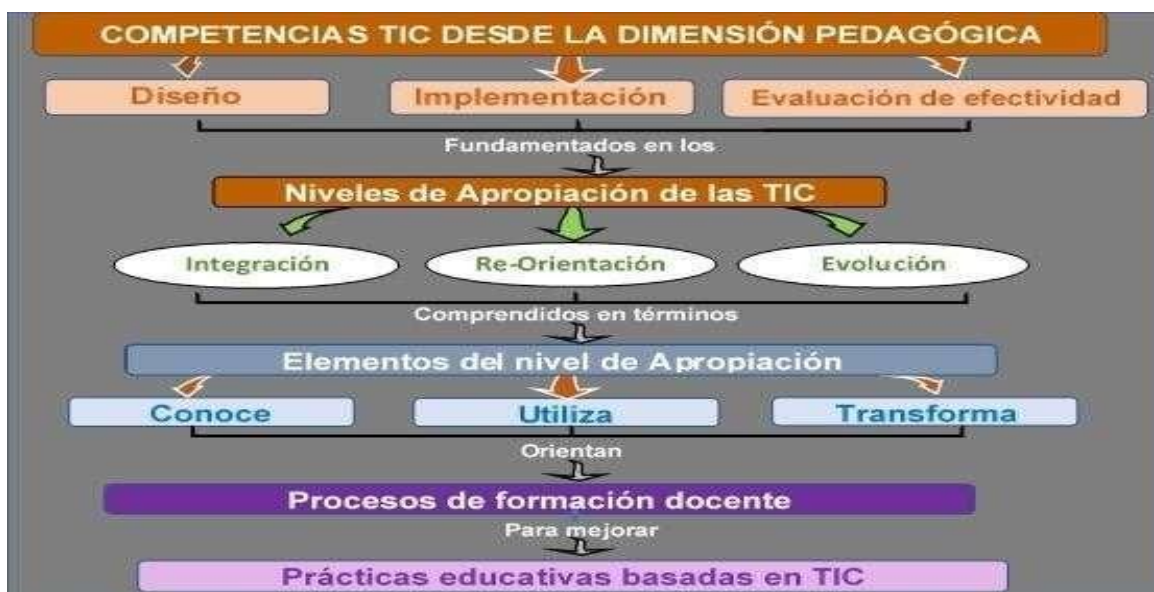 COMPETENCIAS TIC DESDE LA DIMENSIÓN PEDAGÓGICA
Diseño
Implementación
Evaluación de efectividad
Fundamentados en los
Niveles de Apropiación de las TIC
Integración
Re-Orientación
Evolución
Comprendidos en términos
Elementos del nivel de Apropiación
Conoce
Utiliza
Transforma
Orientan
Procesos de formación docente
Para mejorar
Prácticas educativas basadas en TIC